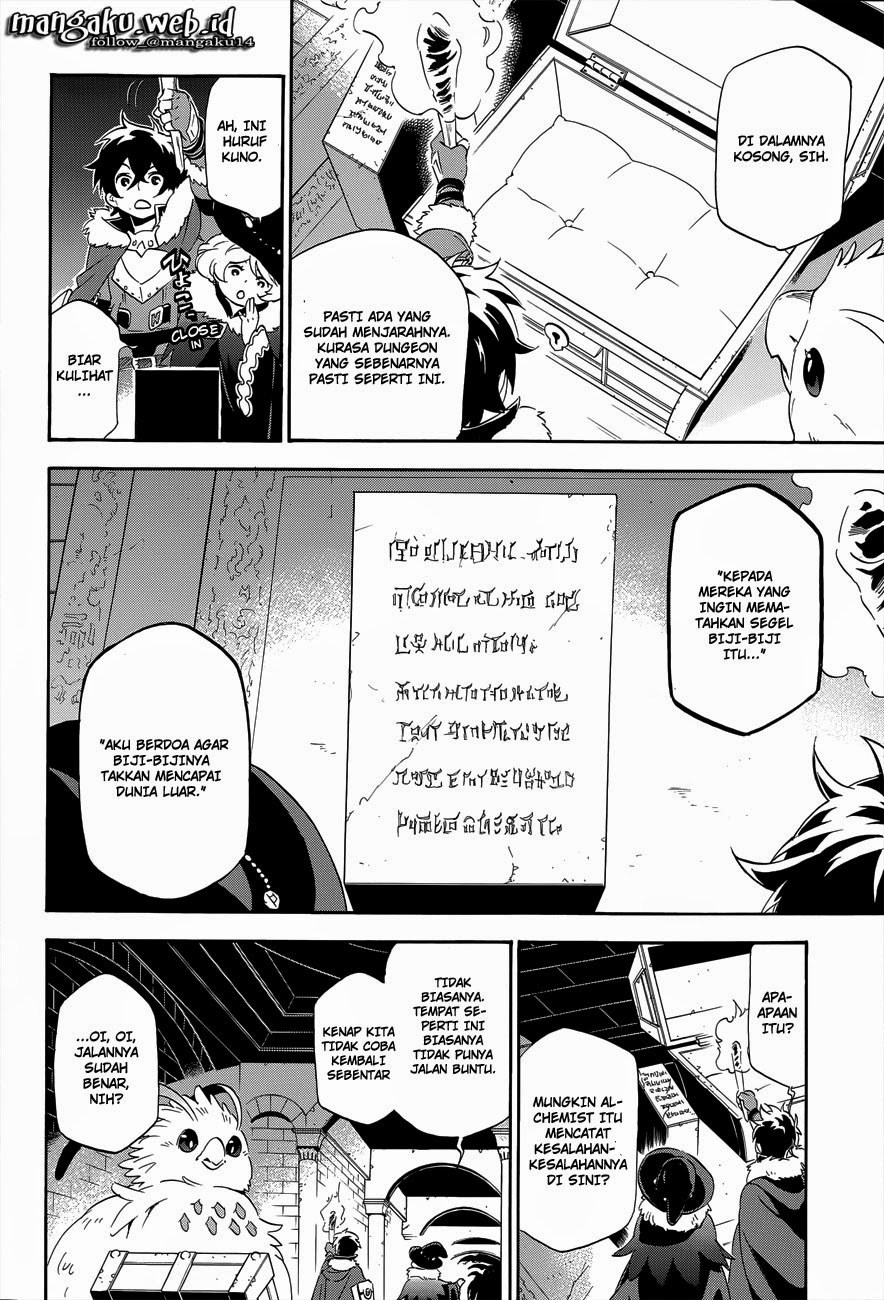 mangaku.web.id
follow @mangaku14
DI DALAMNYA
KOSONG, SIH.
PASTI ADA YANG
SUDAH MENJARAHNYA.
KURASA DUNGEON
YANG SEBENARNYA
PASTI SEPERTI INI.
?
AH, INI
HURUF
KUNO.
ひょこっ
CLOSE
IN
BIAR
KULIHAT
...
"KEPADA
MEREKA YANG
INGIN MEMA-
TAHKAN SEGEL
BIJI-BIJI
ITU..."
"AKU BERDOA AGAR
BIJI-BIJINYA
TAKKAN MENCAPAI
DUNIA LUAR."
APA-
APAAN
ITU?
MUNGKIN AL-
CHEMIST ITU
MENCATAT
KESALAHAN-
KESALAHANNYA
DI SINI?
TIDAK
BIASANYA.
TEMPAT SE-
PERTI INI
BIASANYA
TIDAK PUNYA
JALAN BUNTU.
KENAP KITA
TIDAK COBA
KEMBALI
SEBENTAR
...OI, OI,
JALANNYA
SUDAH
BENAR,
NIH?